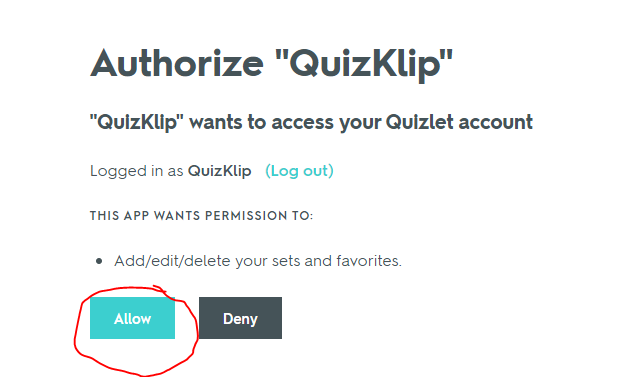 Authorize "QuizKlip"
"QuizKlip" wants to access your Quizlet account
Logged in as QuizKlip (Log out)
THIS APP WANTS PERMISSION TO:
• Add/edit/delete your sets and favorites.
Allow Deny